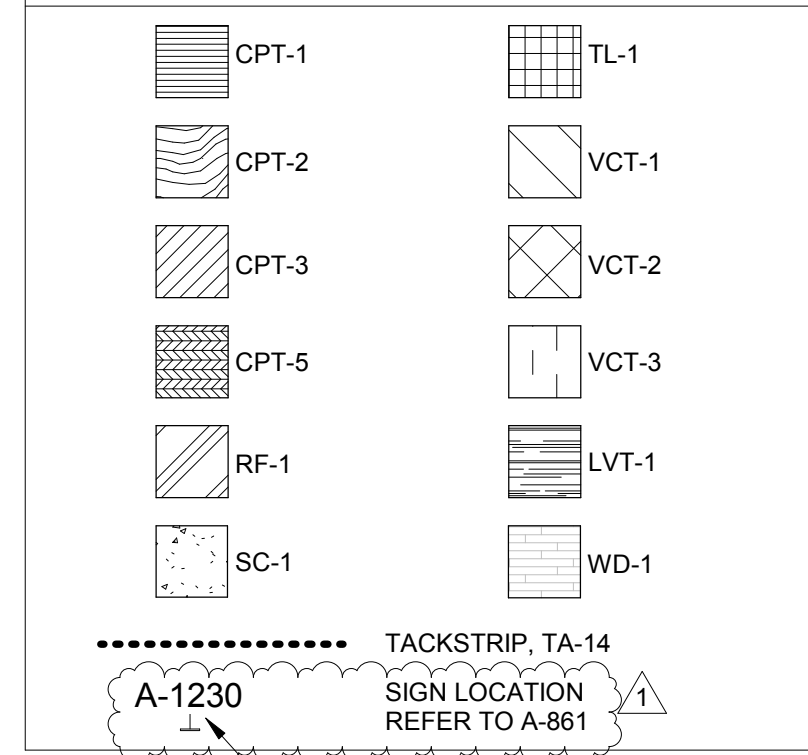 CPT-1
TL-1
CPT-2
VCT-1
CPT-3
VCT-2
CPT-5
VCT-3
RF-1
LVT-1
SC-1
WD-1
TACKSTRIP, TA-14
A-1230
SIGN LOCATION
REFER TO A-861
1